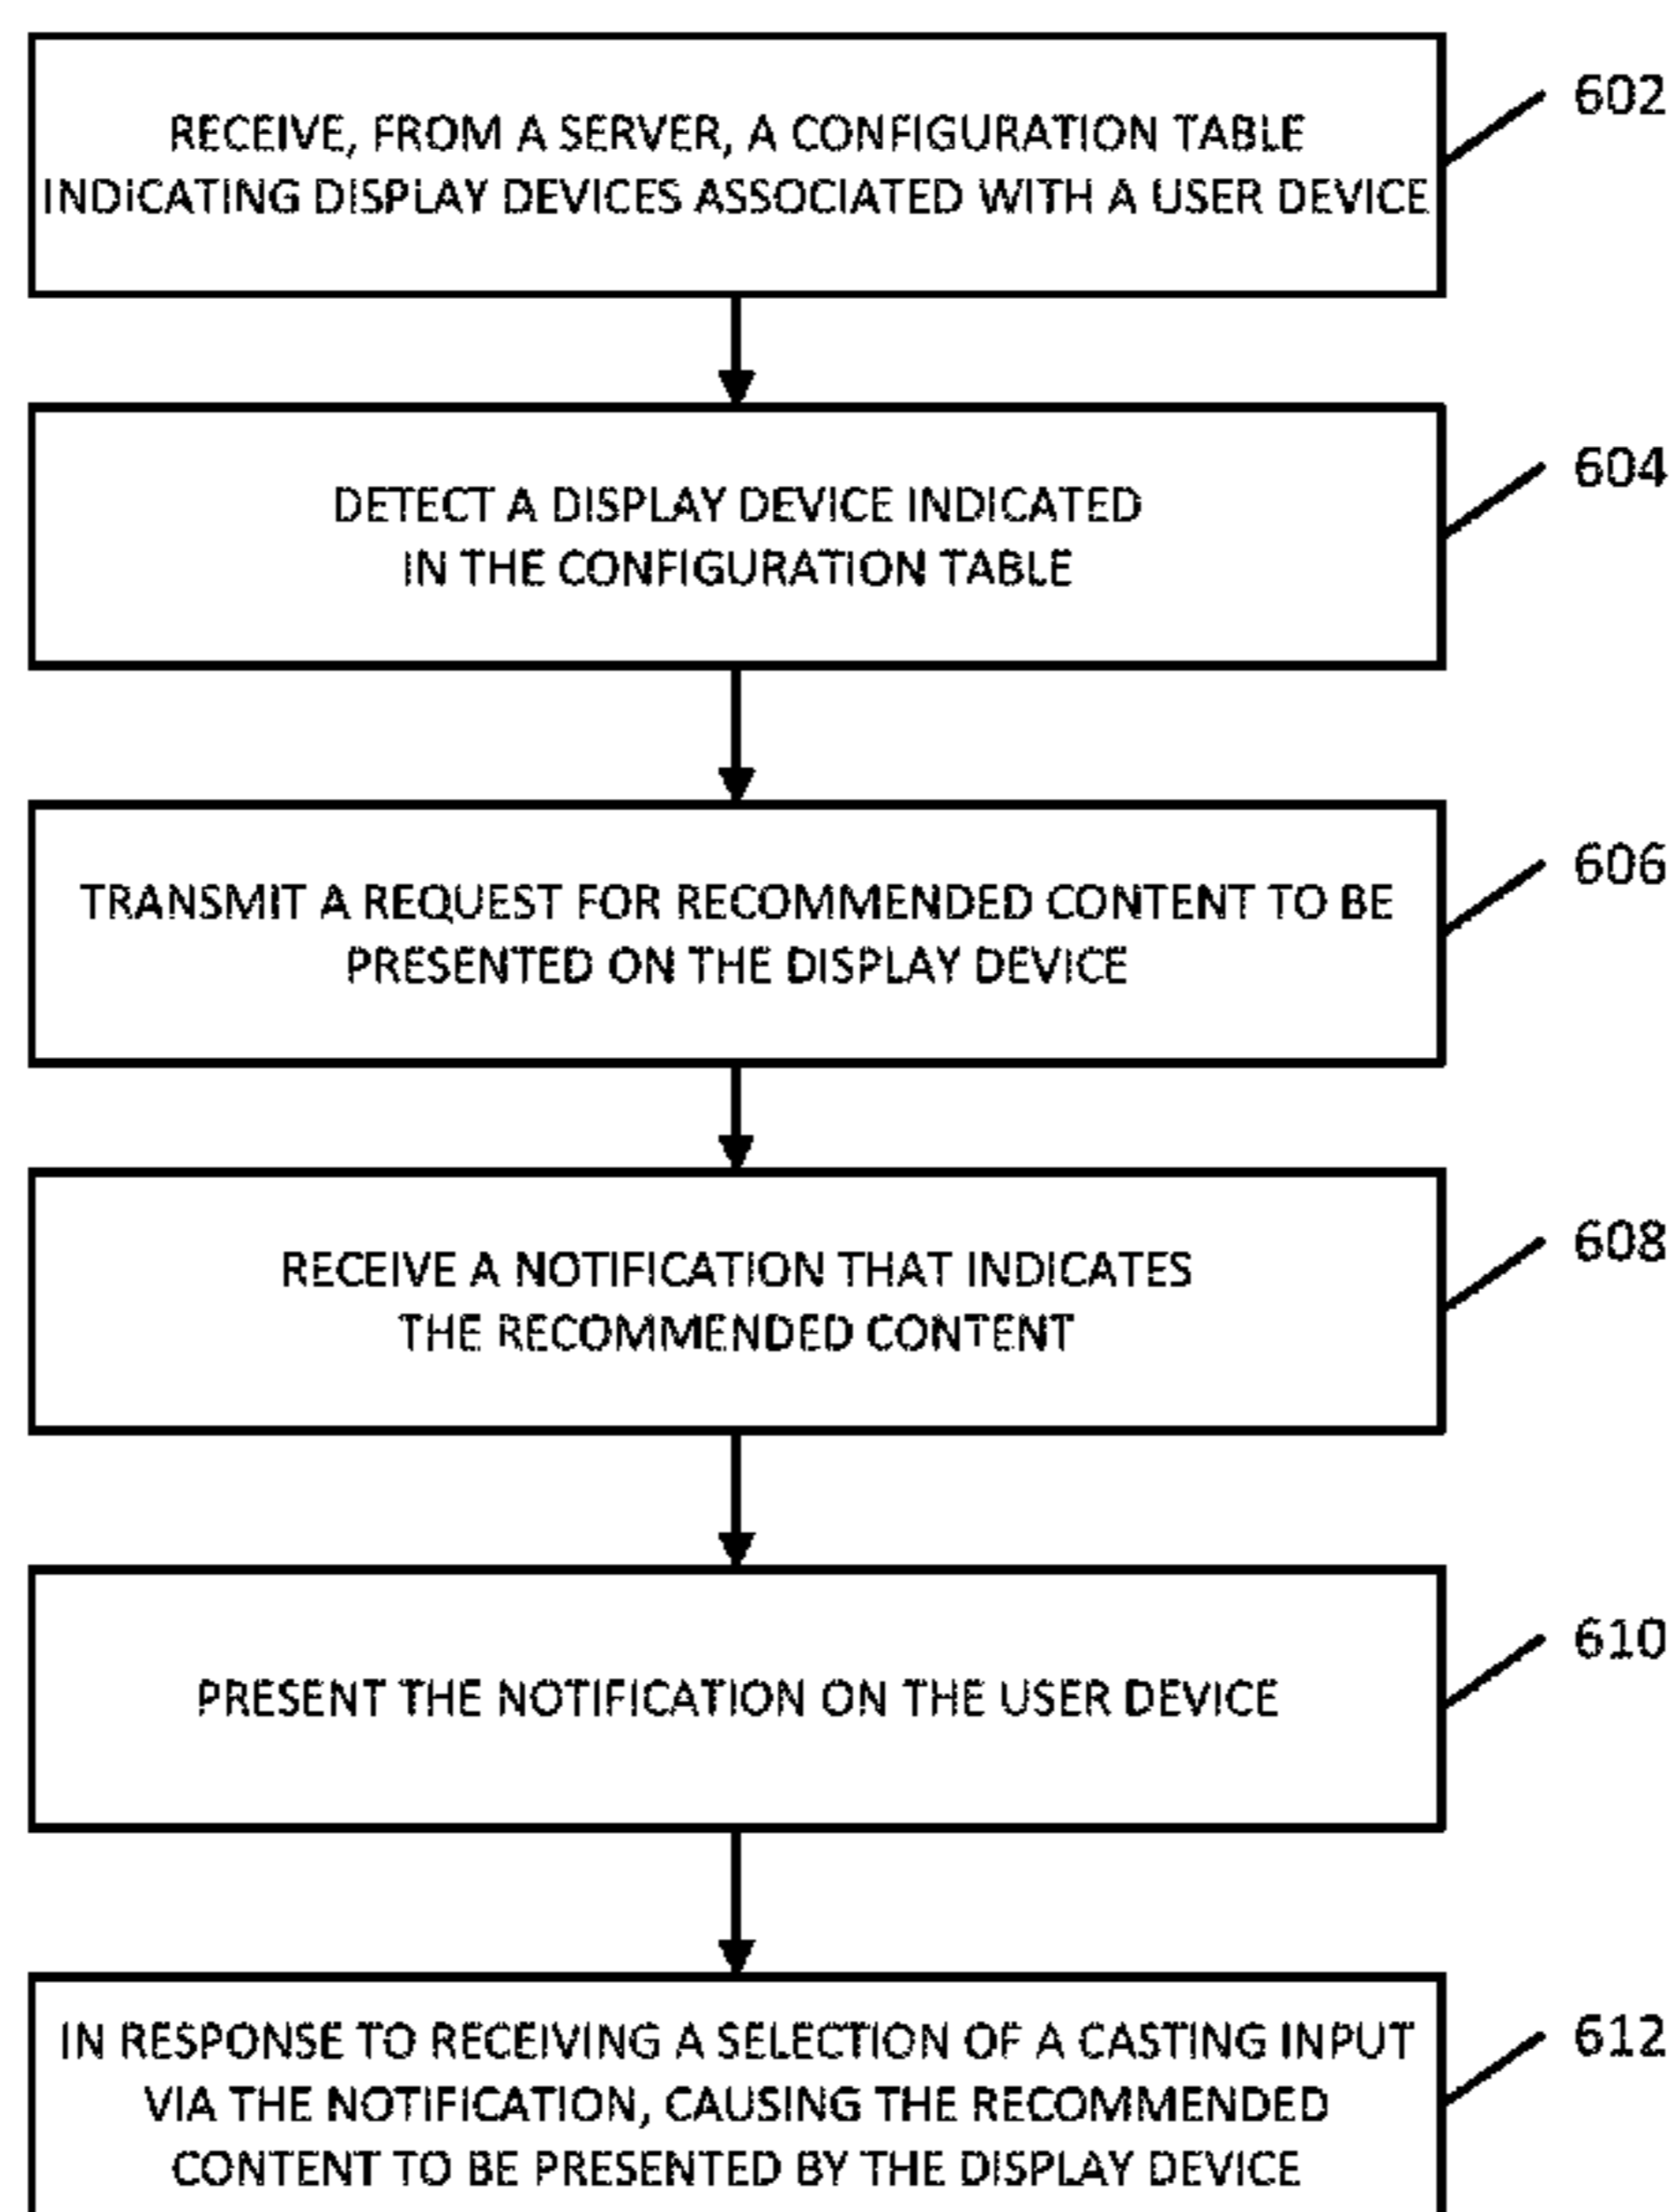 RECEIVE, FROM A SERVER, A CONFIGURATION TABLE
INDICATING DISPLAY DEVICES ASSOCIATED WITH A USER DEVICE
602
DETECT A DISPLAY DEVICE INDICATED
IN THE CONFIGURATION TABLE
604
TRANSMIT A REQUEST FOR RECOMMENDED CONTENT TO BE
PRESENTED ON THE DISPLAY DEVICE
606
RECEIVE A NOTIFICATION THAT INDICATES
THE RECOMMENDED CONTENT
608
PRESENT THE NOTIFICATION ON THE USER DEVICE
610
IN RESPONSE TO RECEIVING A SELECTION OF A CASTING INPUT
VIA THE NOTIFICATION, CAUSING THE RECOMMENDED
CONTENT TO BE PRESENTED BY THE DISPLAY DEVICE
612